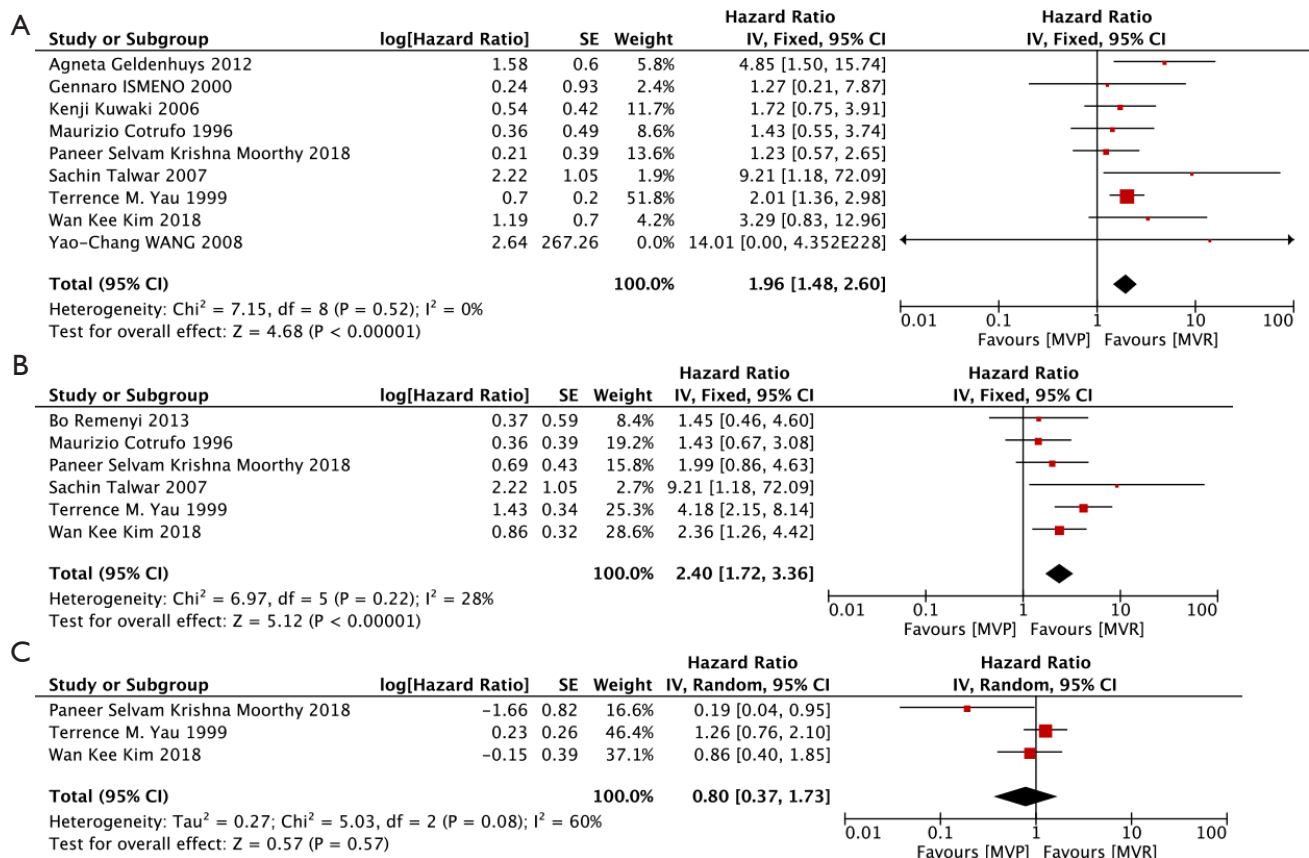 A
Hazard Ratio Hazard Ratio
Study or Subgroup log[Hazard Ratio] SE Weight IV, Fixed, 95% CI IV, Fixed, 95% CI
Agneta Geldenhuys 2012 1.58 0.6 5.8% 4.85 [1.50, 15.74]
Gennaro ISMENO 2000 0.24 0.93 2.4% 1.27 [0.21, 7.87]
Kenji Kuwaki 2006 0.54 0.42 11.7% 1.72 [0.75, 3.91]
Maurizio Cotrufo 1996 0.36 0.49 8.6% 1.43 [0.55, 3.74]
Paneer Selvam Krishna Moorthy 2018 0.21 0.39 13.6% 1.23 [0.57, 2.65]
Sachin Talwar 2007 2.22 1.05 1.9% 9.21 [1.18, 72.09]
Terrence M. Yau 1999 0.7 0.2 51.8% 2.01 [1.36, 2.98]
Wan Kee Kim 2018 1.19 0.7 4.2% 3.29 [0.83, 12.96]
Yao-Chang WANG 2008 2.64 267.26 0.0% 14.01 [0.00, 4.352E228]
Total (95% CI) 100.0% 1.96 [1.48, 2.60]
Heterogeneity: Chi² = 7.15, df = 8 (P = 0.52); I² = 0%
Test for overall effect: Z = 4.68 (P < 0.00001)
0.01 0.1 1 10 100
Favours [MVP] Favours [MVR]
B
Hazard Ratio Hazard Ratio
Study or Subgroup log[Hazard Ratio] SE Weight IV, Fixed, 95% CI IV, Fixed, 95% CI
Bo Remenyi 2013 0.37 0.59 8.4% 1.45 [0.46, 4.60]
Maurizio Cotrufo 1996 0.36 0.39 19.2% 1.43 [0.67, 3.08]
Paneer Selvam Krishna Moorthy 2018 0.69 0.43 15.8% 1.99 [0.86, 4.63]
Sachin Talwar 2007 2.22 1.05 2.7% 9.21 [1.18, 72.09]
Terrence M. Yau 1999 1.43 0.34 25.3% 4.18 [2.15, 8.14]
Wan Kee Kim 2018 0.86 0.32 28.6% 2.36 [1.26, 4.42]
Total (95% CI) 100.0% 2.40 [1.72, 3.36]
Heterogeneity: Chi² = 6.97, df = 5 (P = 0.22); I² = 28%
Test for overall effect: Z = 5.12 (P < 0.00001)
0.01 0.1 1 10 100
Favours [MVP] Favours [MVR]
C
Hazard Ratio Hazard Ratio
Study or Subgroup log[Hazard Ratio] SE Weight IV, Random, 95% CI IV, Random, 95% CI
Paneer Selvam Krishna Moorthy 2018 −1.66 0.82 16.6% 0.19 [0.04, 0.95]
Terrence M. Yau 1999 0.23 0.26 46.4% 1.26 [0.76, 2.10]
Wan Kee Kim 2018 −0.15 0.39 37.1% 0.86 [0.40, 1.85]
Total (95% CI) 100.0% 0.80 [0.37, 1.73]
Heterogeneity: Tau² = 0.27; Chi² = 5.03, df = 2 (P = 0.08); I² = 60%
Test for overall effect: Z = 0.57 (P = 0.57)
0.01 0.1 1 10 100
Favours [MVP] Favours [MVR]